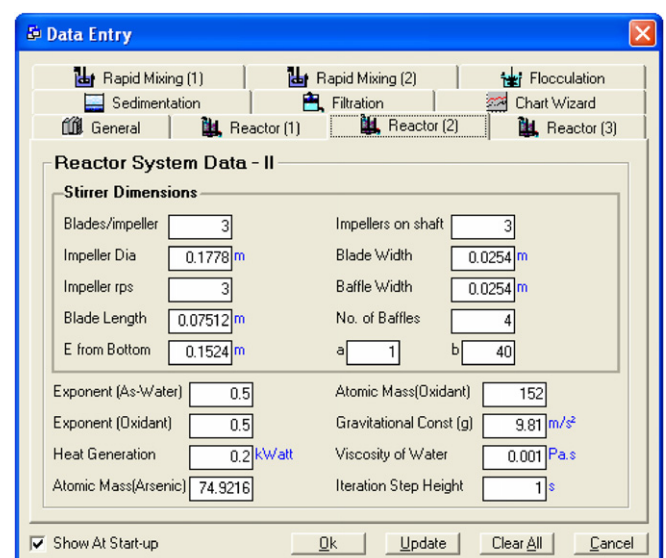 Data Entry
Rapid Mixing (1) Rapid Mixing (2) Flocculation
Sedimentation Filtration Chart Wizard
General Reactor (1) Reactor (2) Reactor (3)
Reactor System Data - II
Stirrer Dimensions
Blades/impeller 3 Impellers on shaft 3
Impeller Dia 0.1778 m Blade Width 0.0254 m
Impeller rps 3 Baffle Width 0.0254 m
Blade Length 0.07512 m No. of Baffles 4
E from Bottom 0.1524 m a 1 b 40
Exponent (As-Water) 0.5 Atomic Mass(Oxidant) 152
Exponent (Oxidant) 0.5 Gravitational Const (g) 9.81 m/s²
Heat Generation 0.2 kWatt Viscosity of Water 0.001 Pa.s
Atomic Mass(Arsenic) 74.9216 Iteration Step Height 1 s
Show At Start-up Ok Update Clear All Cancel